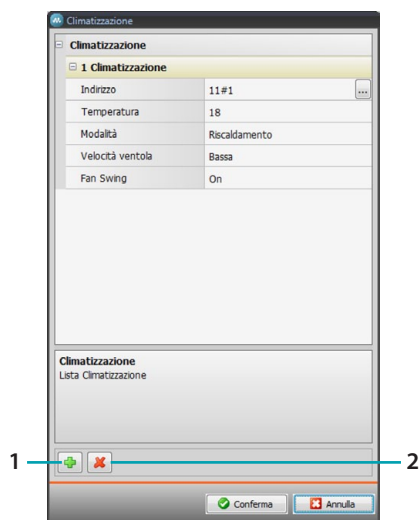 Climatizzazione
Climatizzazione
1 Climatizzazione
Indirizzo 11#1 ...
Temperatura 18
Modalità Riscaldamento
Velocità ventola Bassa
Fan Swing On
Climatizzazione
Lista Climatizzazione
1 2
Conferma Annulla